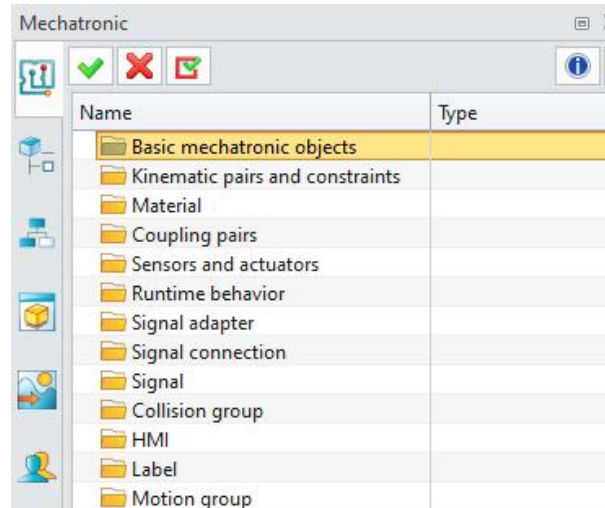 Mechatronic
Name Type
Basic mechatronic objects
Kinematic pairs and constraints
Material
Coupling pairs
Sensors and actuators
Runtime behavior
Signal adapter
Signal connection
Signal
Collision group
HMI
Label
Motion group